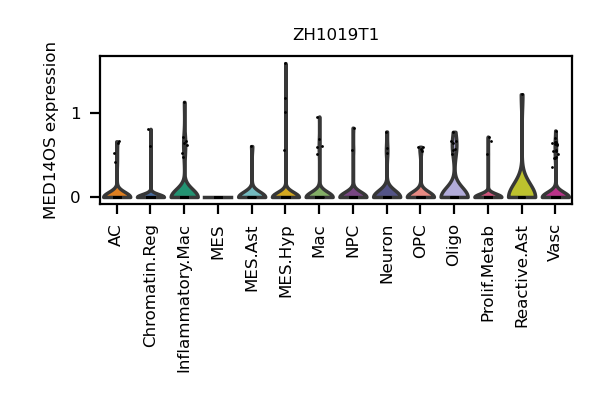 ZH1019T1
MED14OS expression
1
0
AC
Chromatin.Reg
Inflammatory.Mac
MES
MES.Ast
MES.Hyp
Mac
NPC
Neuron
OPC
Oligo
Prolif.Metab
Reactive.Ast
Vasc